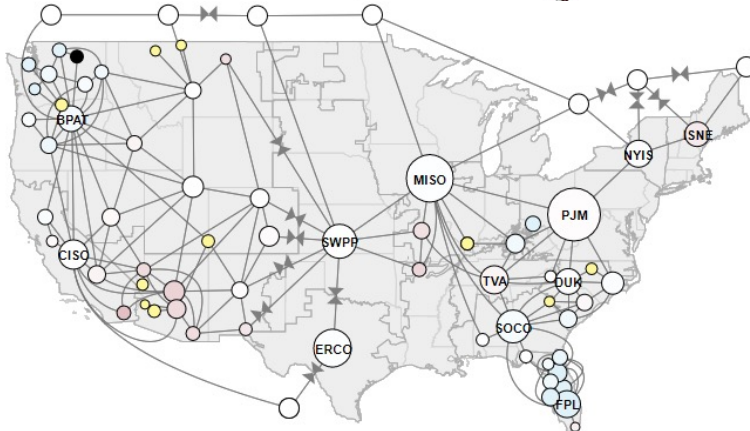 BPAT
ISNE
NYIS
MISO
PJM
SWPP
CISO
TVA
DUK
SOCO
ERCO
FPL